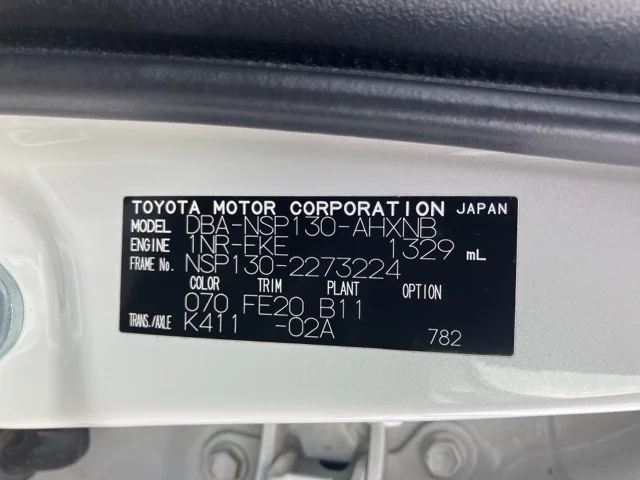 TOYOTA MOTOR CORPORATION JAPAN
MODEL DBA-NSP130-AHXNB
ENGINE 1NR-FKE 1329 mL
FRAME No. NSP130-2273224
COLOR TRIM PLANT OPTION
070 FE20 B11
TRANS./AXLE K411 -02A
782